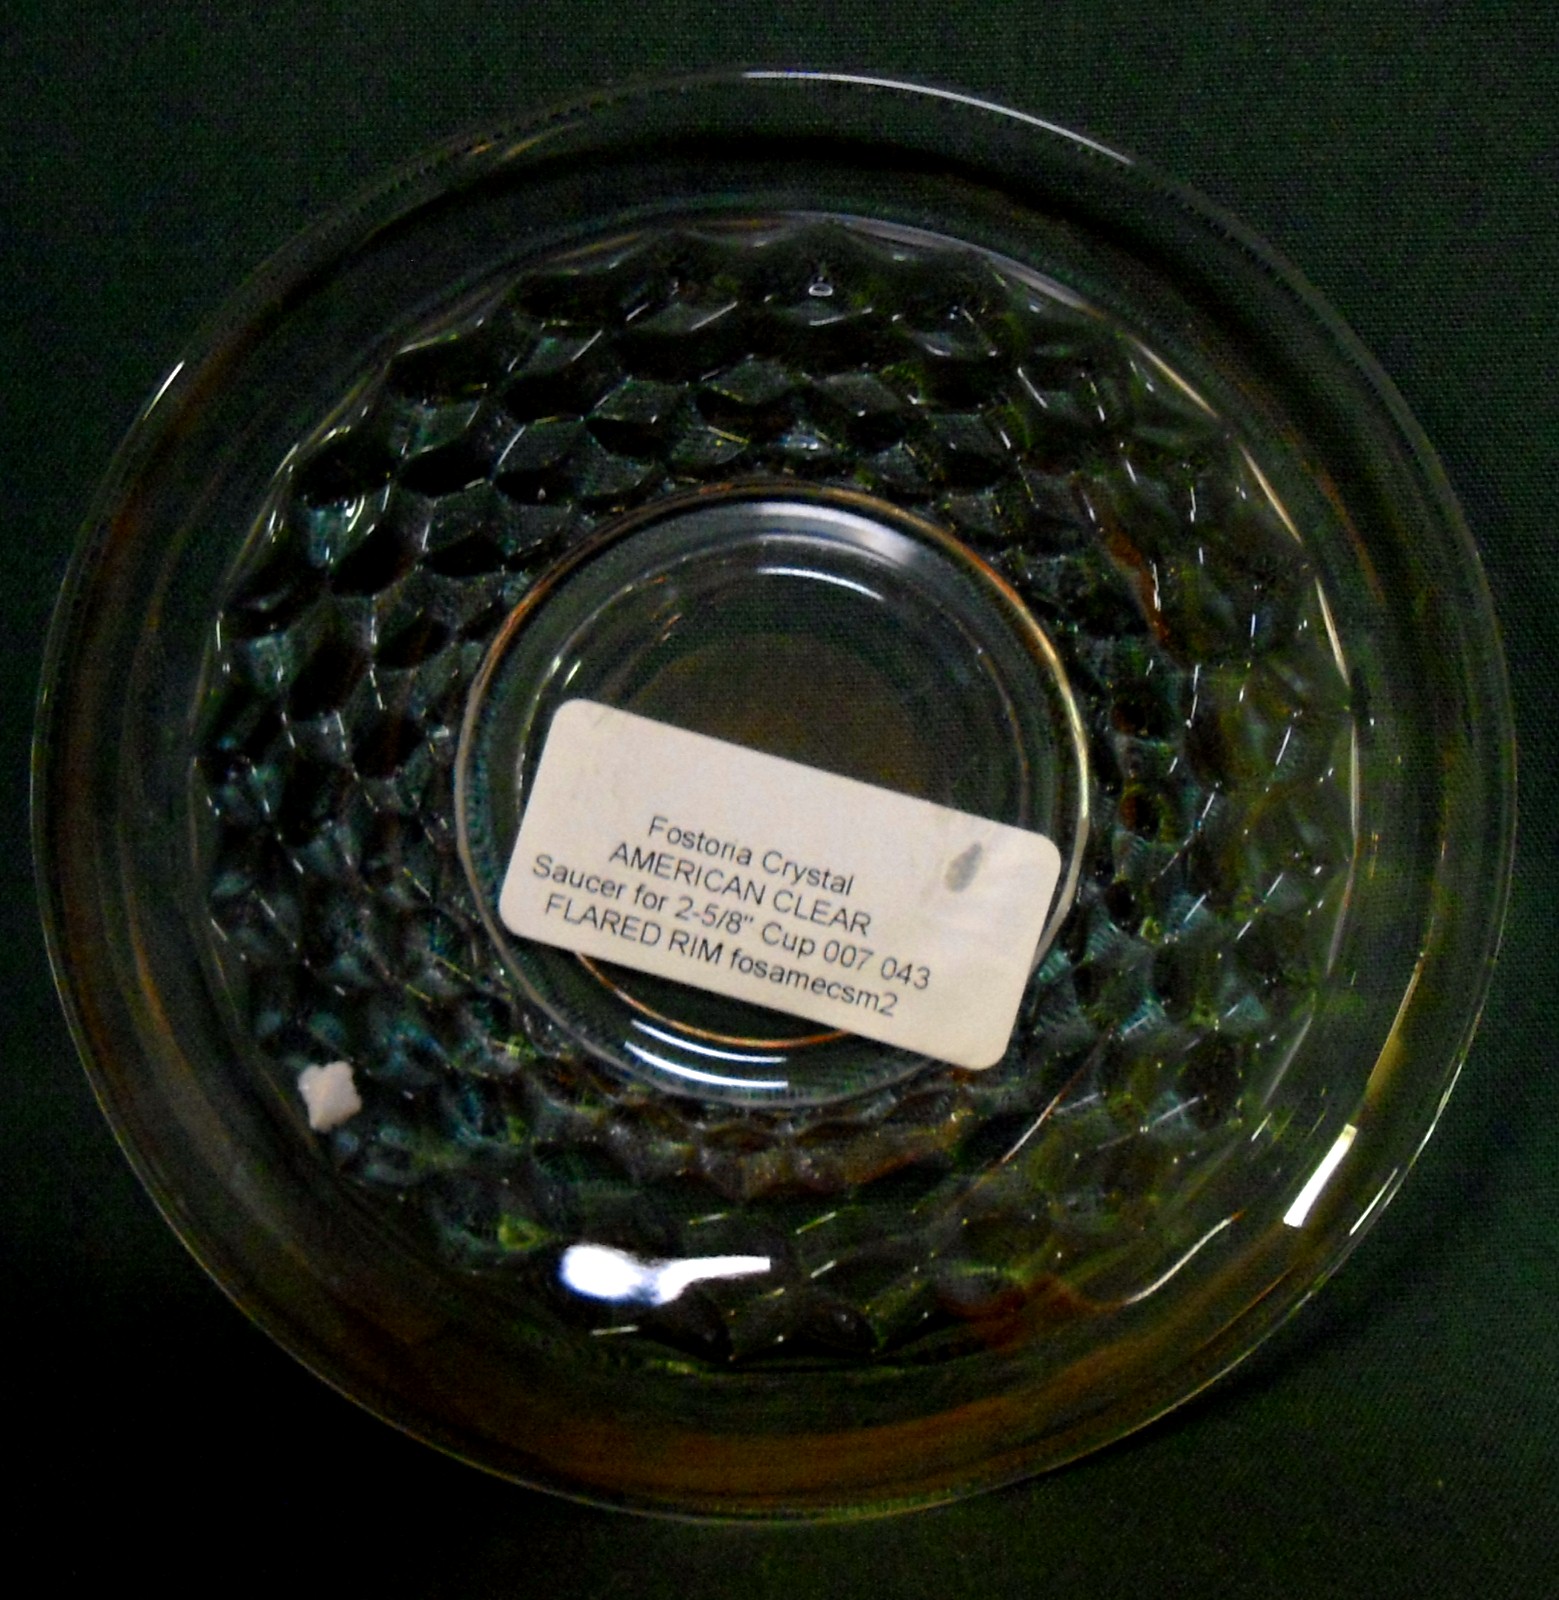 Fostoria Crystal
AMERICAN CLEAR
Saucer for 2-5/8" Cup 007 043
FLARED RIM fosamecsm2